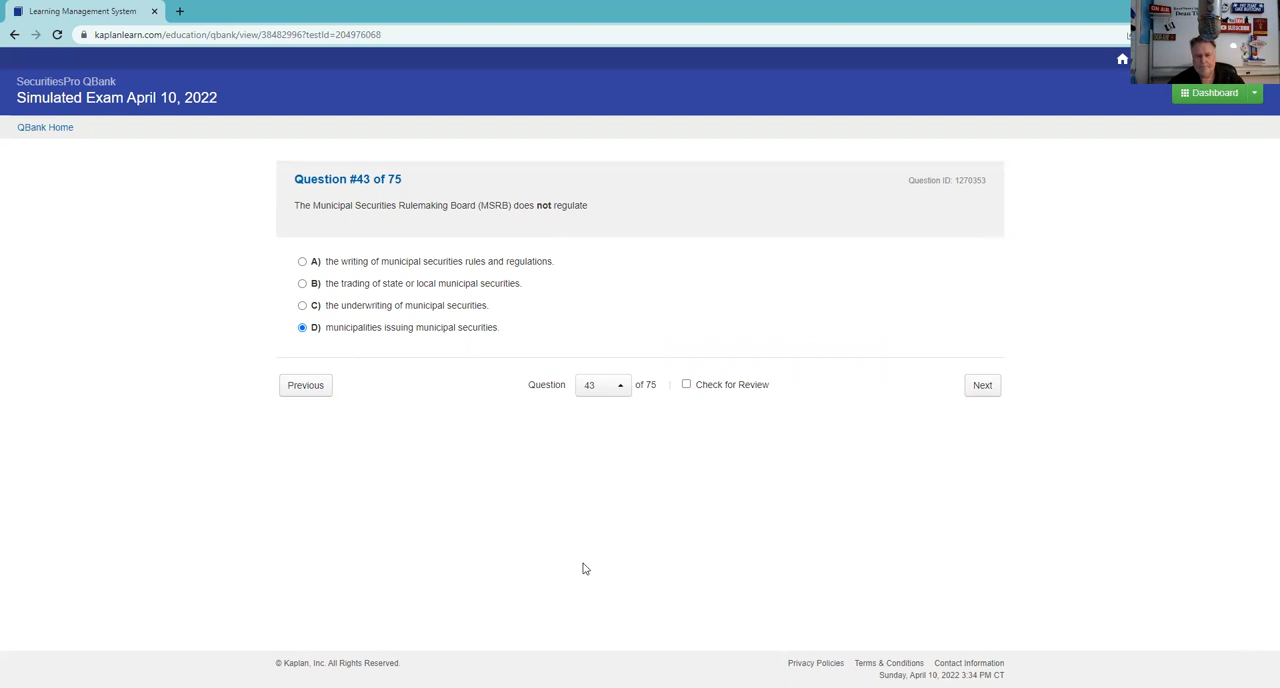 Learning Management System
kaplanlearn.com/education/qbank/view/38482996?testId=204976068
SecuritiesPro QBank
Simulated Exam April 10, 2022
Dashboard
QBank Home
Question #43 of 75
Question ID: 1270353
The Municipal Securities Rulemaking Board (MSRB) does not regulate
A) the writing of municipal securities rules and regulations.
B) the trading of state or local municipal securities.
C) the underwriting of municipal securities.
D) municipalities issuing municipal securities.
Previous
Question 43 of 75
Check for Review
Next
© Kaplan, Inc. All Rights Reserved.
Privacy Policies Terms & Conditions Contact Information
Sunday, April 10, 2022 3:34 PM CT